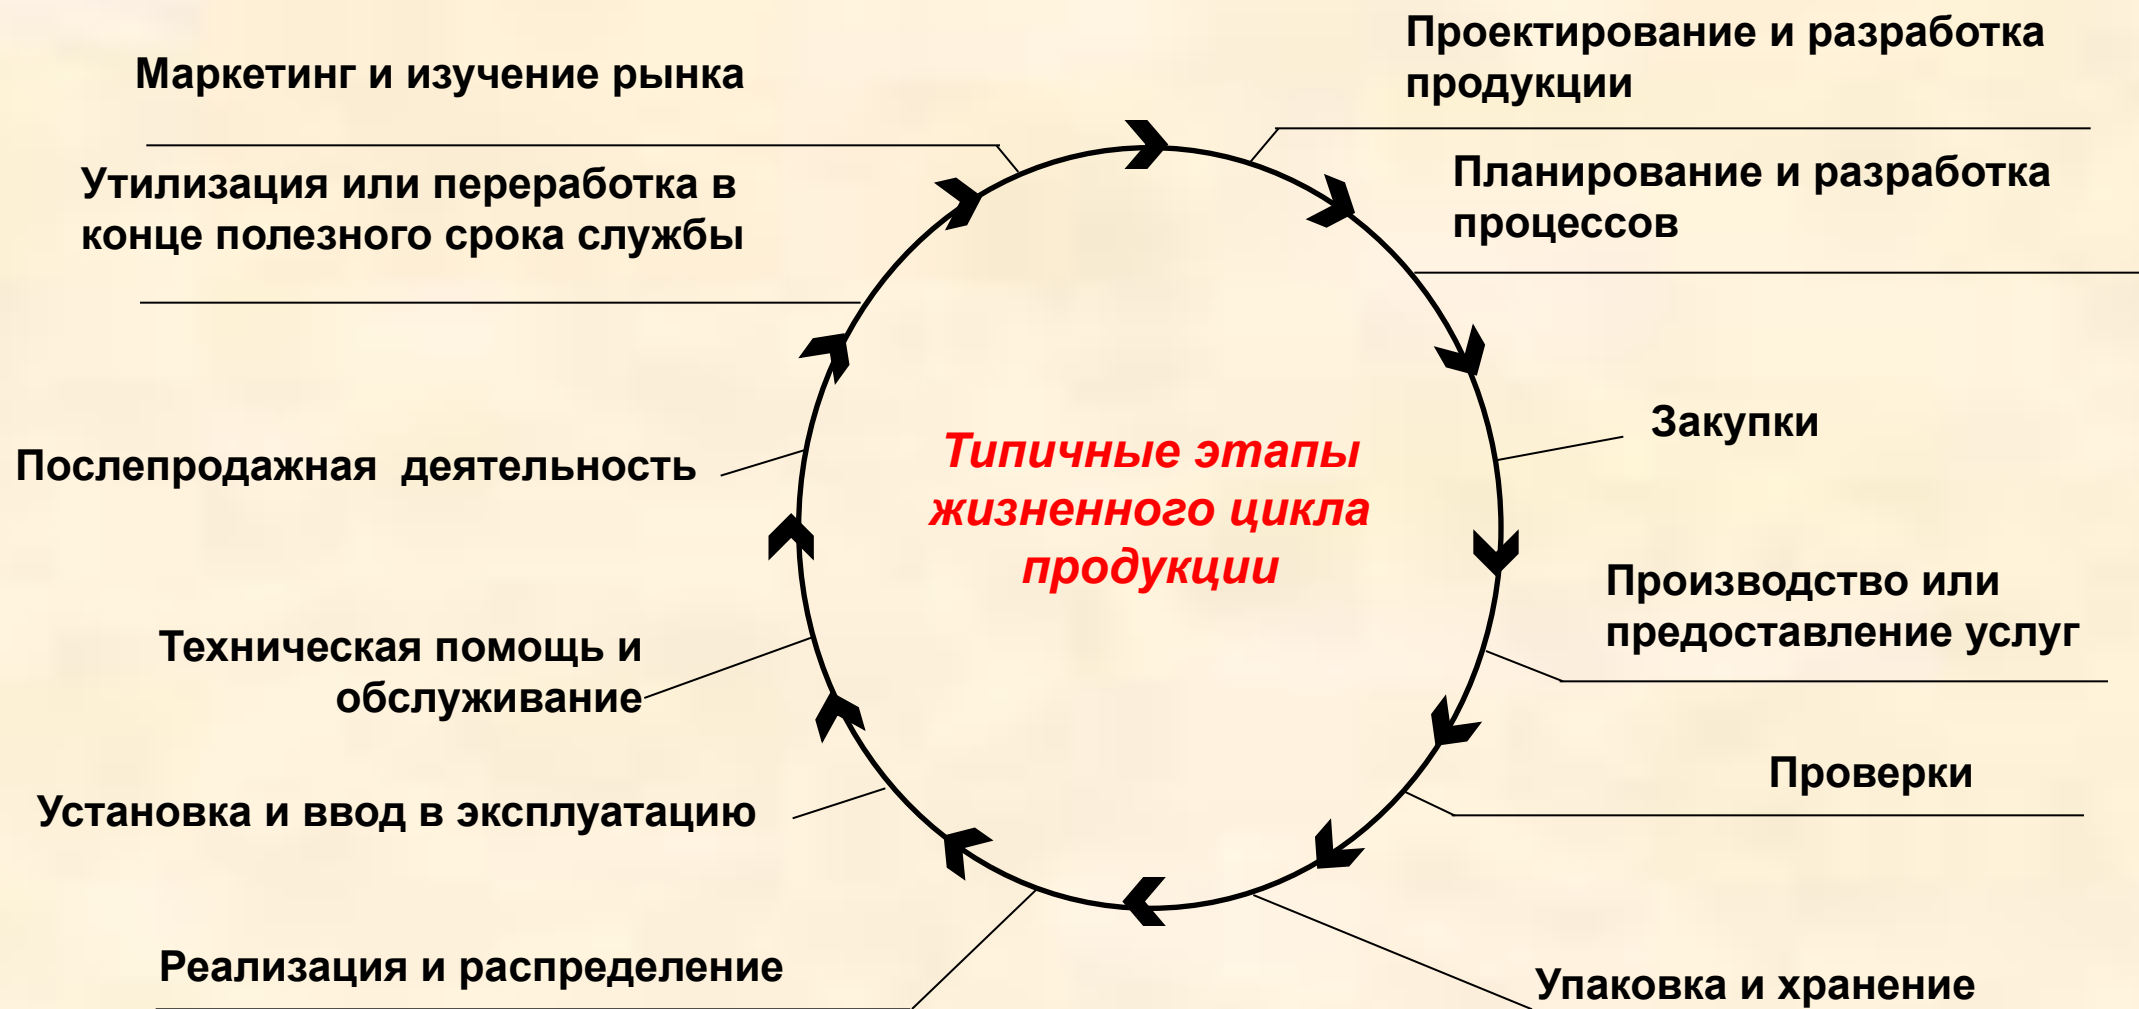 Маркетинг и изучение рынка
Проектирование и разработка
продукции
Планирование и разработка
процессов
Закупки
Производство или
предоставление услуг
Проверки
Упаковка и хранение
Реализация и распределение
Установка и ввод в эксплуатацию
Техническая помощь и
обслуживание
Послепродажная деятельность
Утилизация или переработка в
конце полезного срока службы
Типичные этапы
жизненного цикла
продукции